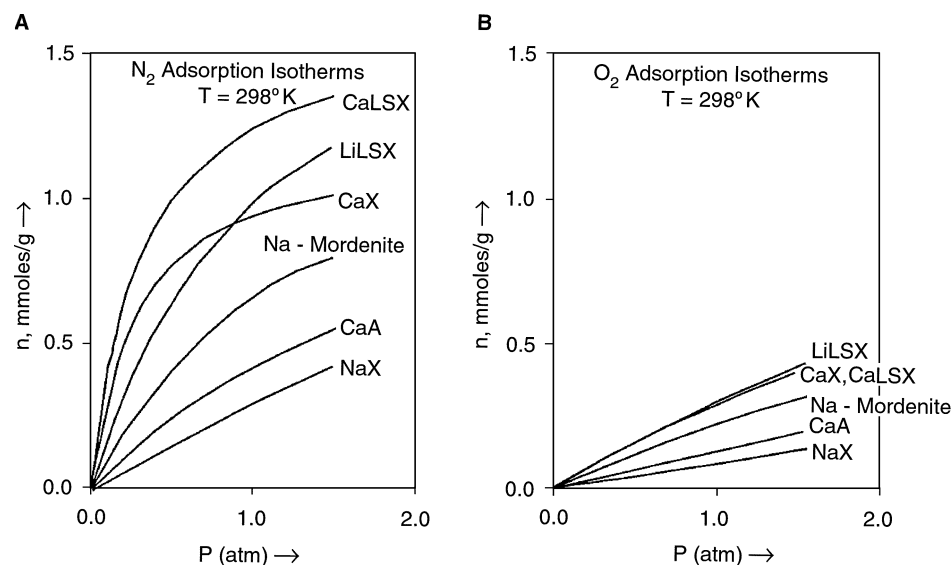 A
1.5
N2 Adsorption Isotherms
T = 298°K
CaLSX
LiLSX
CaX
Na - Mordenite
CaA
NaX
1.0
0.5
0.0
n, mmoles/g →
0.0 1.0 2.0
P (atm) →
B
1.5
O2 Adsorption Isotherms
T = 298°K
1.0
0.5
0.0
n, mmoles/g →
LiLSX
CaX,CaLSX
Na - Mordenite
CaA
NaX
0.0 1.0 2.0
P (atm) →